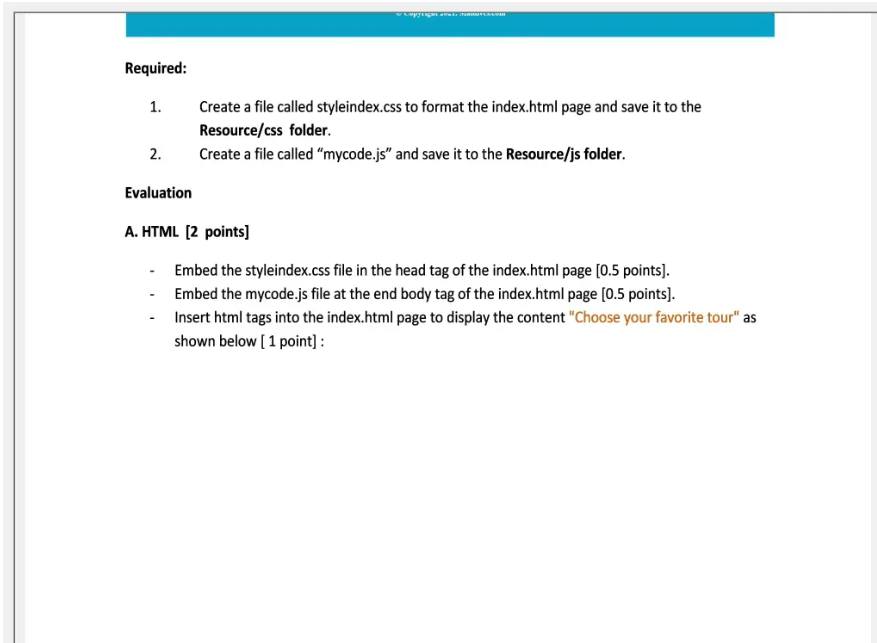 Required:
1. Create a file called styleindex.css to format the index.html page and save it to the
Resource/css folder.
2. Create a file called “mycode.js” and save it to the Resource/js folder.
Evaluation
A. HTML [2 points]
- Embed the styleindex.css file in the head tag of the index.html page [0.5 points].
- Embed the mycode.js file at the end body tag of the index.html page [0.5 points].
- Insert html tags into the index.html page to display the content "Choose your favorite tour" as
shown below [ 1 point] :